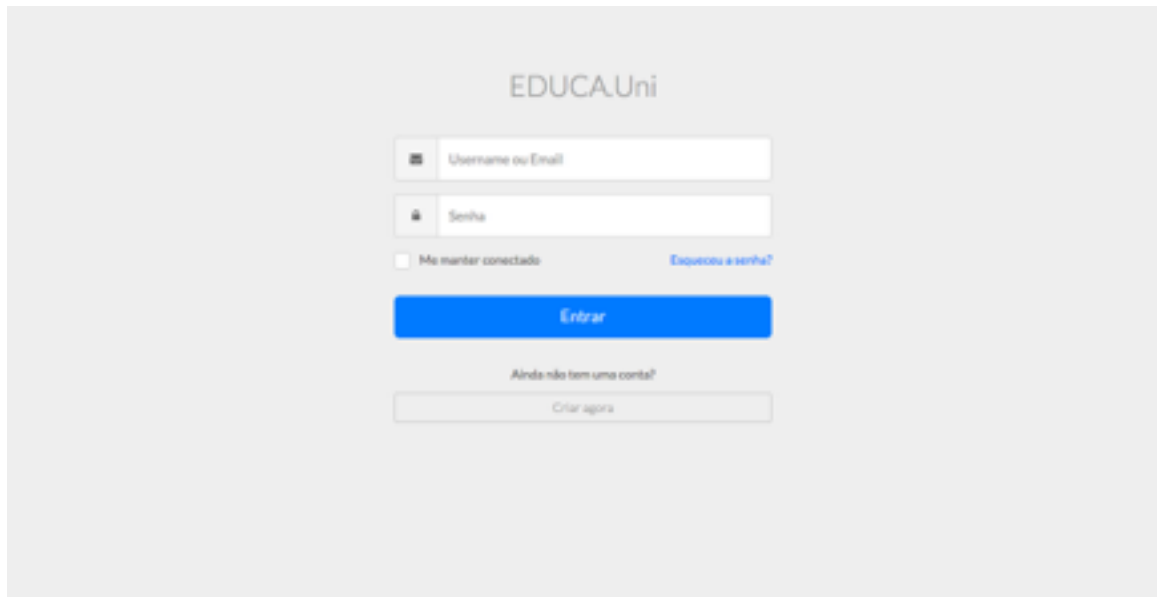 EDUCA.Uni
Username ou Email
Senha
Me manter conectado Esqueceu a senha?
Entrar
Ainda não tem uma conta?
Criar agora